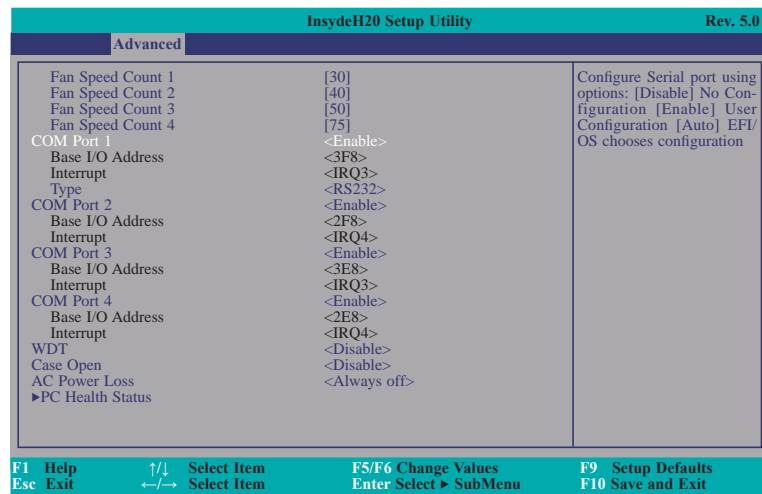 InsydeH20 Setup Utility Rev. 5.0
Advanced
Fan Speed Count 1 [30]
Fan Speed Count 2 [40]
Fan Speed Count 3 [50]
Fan Speed Count 4 [75]
COM Port 1 <Enable>
Base I/O Address <3F8>
Interrupt <IRQ3>
Type <RS232>
COM Port 2 <Enable>
Base I/O Address <2F8>
Interrupt <IRQ4>
COM Port 3 <Enable>
Base I/O Address <3E8>
Interrupt <IRQ3>
COM Port 4 <Enable>
Base I/O Address <2E8>
Interrupt <IRQ4>
WDT <Disable>
Case Open <Disable>
AC Power Loss <Always off>
►PC Health Status
Configure Serial port using
options: [Disable] No Con-
figuration [Enable] User
Configuration [Auto] EFI/
OS chooses configuration
F1 Help ↑/↓ Select Item F5/F6 Change Values F9 Setup Defaults
Esc Exit ←/→ Select Item Enter Select ► SubMenu F10 Save and Exit